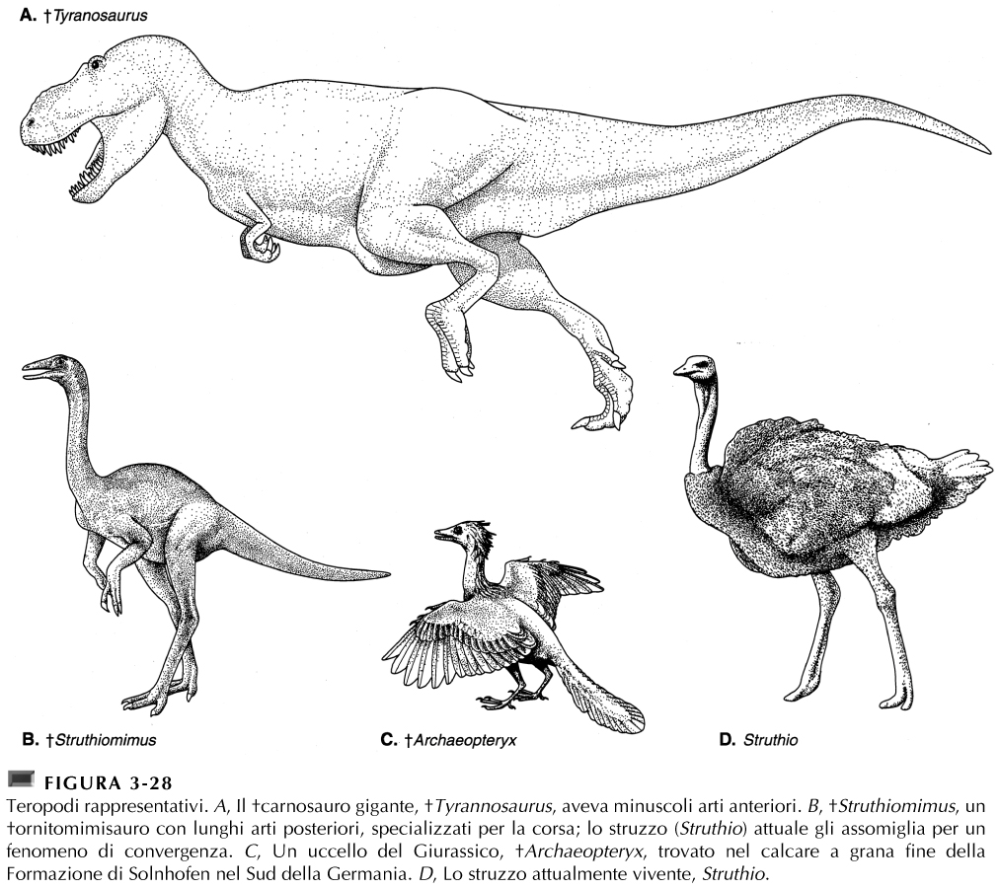 A. †Tyranosaurus
B. †Struthiomimus
C. †Archaeopteryx
D. Struthio
FIGURA 3-28
Teropodi rappresentativi. A, Il †carnosauro gigante, †Tyrannosaurus, aveva minuscoli arti anteriori. B, †Struthiomimus, un
†ornitomimisauro con lunghi arti posteriori, specializzati per la corsa; lo struzzo (Struthio) attuale gli assomiglia per un
fenomeno di convergenza. C, Un uccello del Giurassico, †Archaeopteryx, trovato nel calcare a grana fine della
Formazione di Solnhofen nel Sud della Germania. D, Lo struzzo attualmente vivente, Struthio.